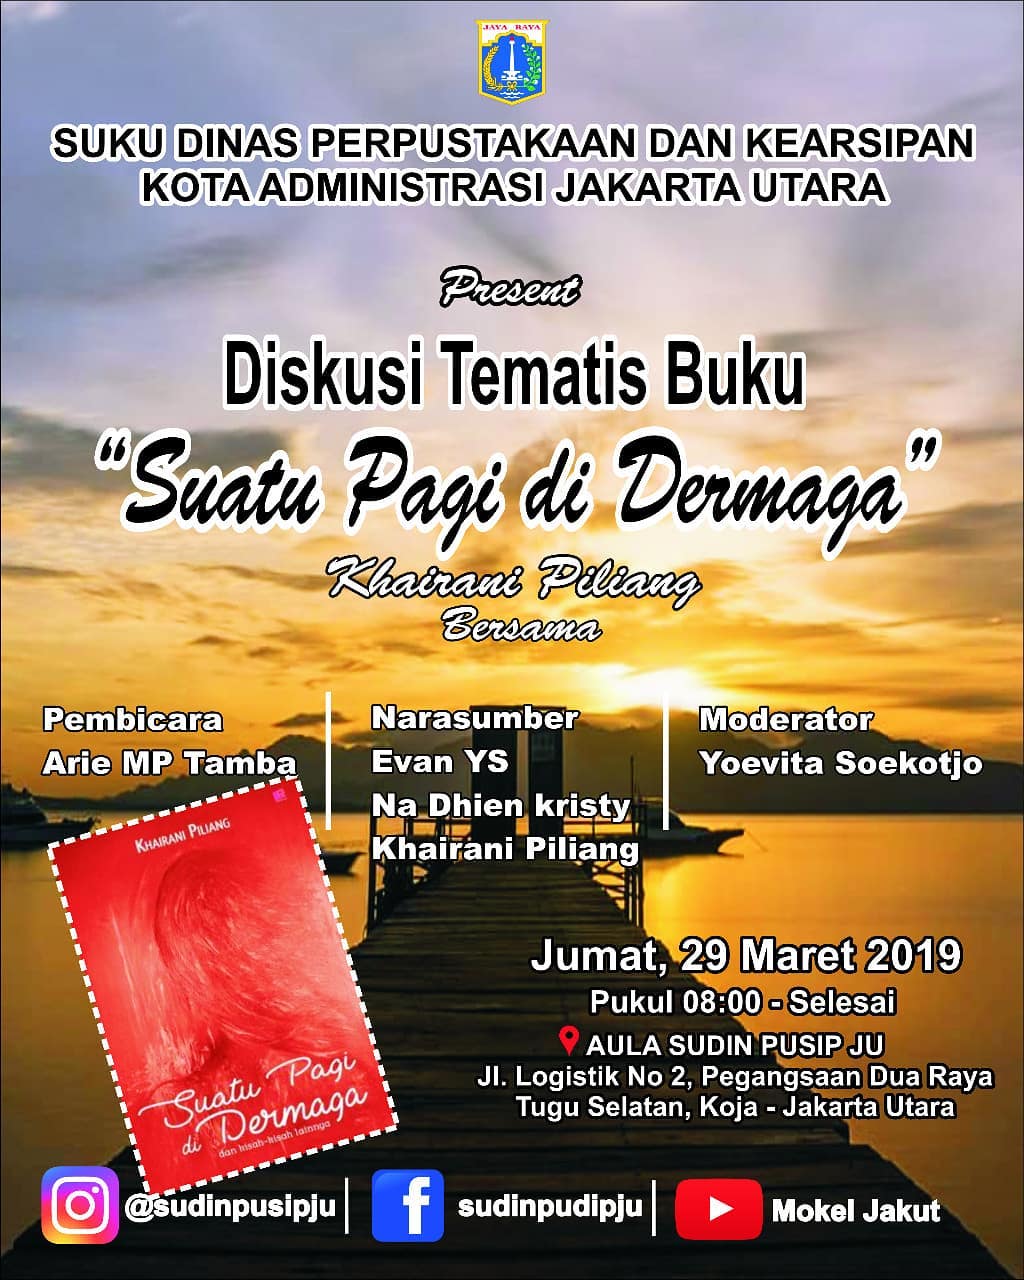 JAYA RAYA
SUKU DINAS PERPUSTAKAAN DAN KEARSIPAN
KOTA ADMINISTRASI JAKARTA UTARA
Present
Diskusi Tematis Buku
"Suatu Pagi di Dermaga"
Khairani Piliang
Bersama
Pembicara
Arie MP Tamba
Narasumber
Evan YS
Na Dhien kristy
Khairani Piliang
Moderator
Yoevita Soekotjo
KHAIRANI PILIANG
Suatu Pagi
di Dermaga
dan kisah-kisah lainnya
Jumat, 29 Maret 2019
Pukul 08:00 - Selesai
AULA SUDIN PUSIP JU
Jl. Logistik No 2, Pegangsaan Dua Raya
Tugu Selatan, Koja - Jakarta Utara
@sudinpusipju
sudinpudipju
Mokel Jakut